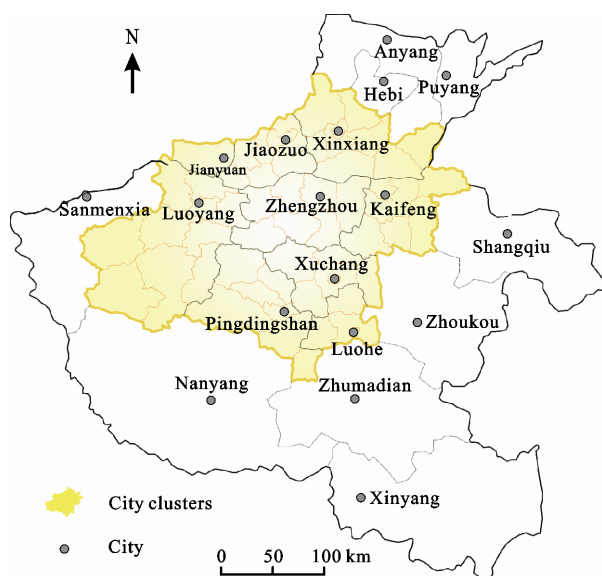 N
Anyang
Puyang
Hebi
Xinxiang
Jiaozuo
Jianyuan
Sanmenxia
Luoyang
Zhengzhou
Kaifeng
Shangqiu
Xuchang
Pingdingshan
Zhoukou
Luohe
Nanyang
Zhumadian
Xinyang
City clusters
City
0 50 100 km